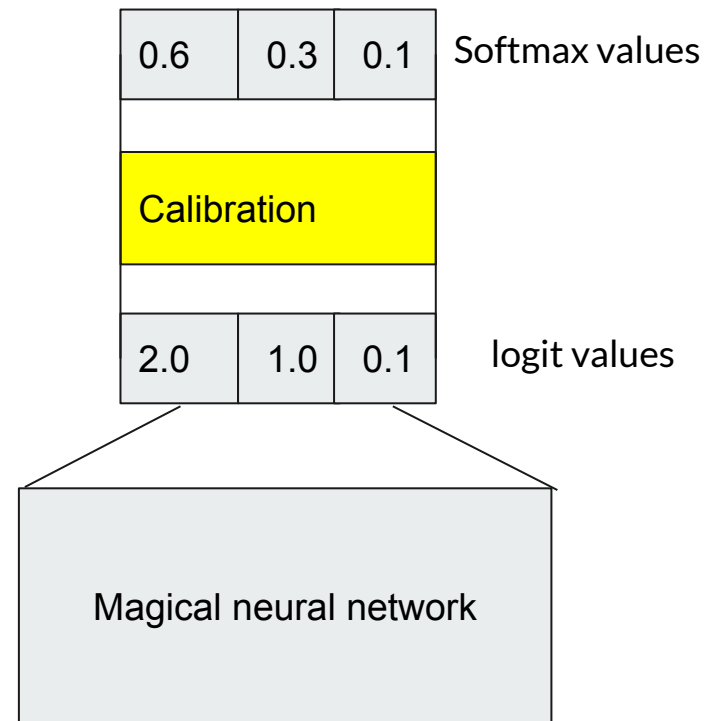 0.6 0.3 0.1 Softmax values
Calibration
2.0 1.0 0.1 logit values
Magical neural network